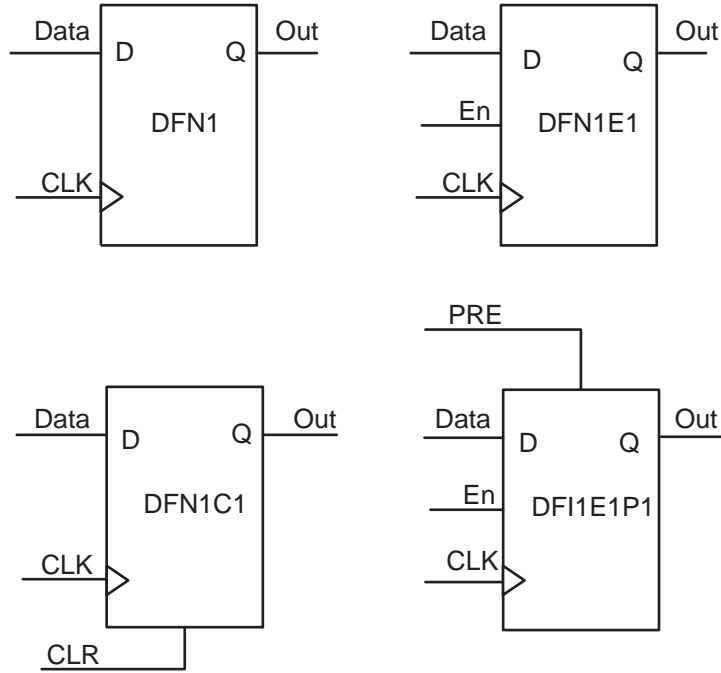 Data
D
Q
Out
DFN1
CLK
Data
D
Q
Out
En
DFN1E1
CLK
Data
D
Q
Out
DFN1C1
CLK
CLR
PRE
Data
D
Q
Out
En
DFI1E1P1
CLK